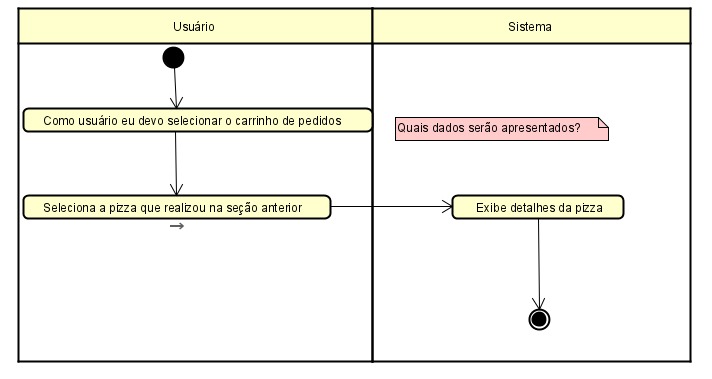 Usuário
Sistema
Como usuário eu devo selecionar o carrinho de pedidos
Quais dados serão apresentados?
Seleciona a pizza que realizou na seção anterior
Exibe detalhes da pizza